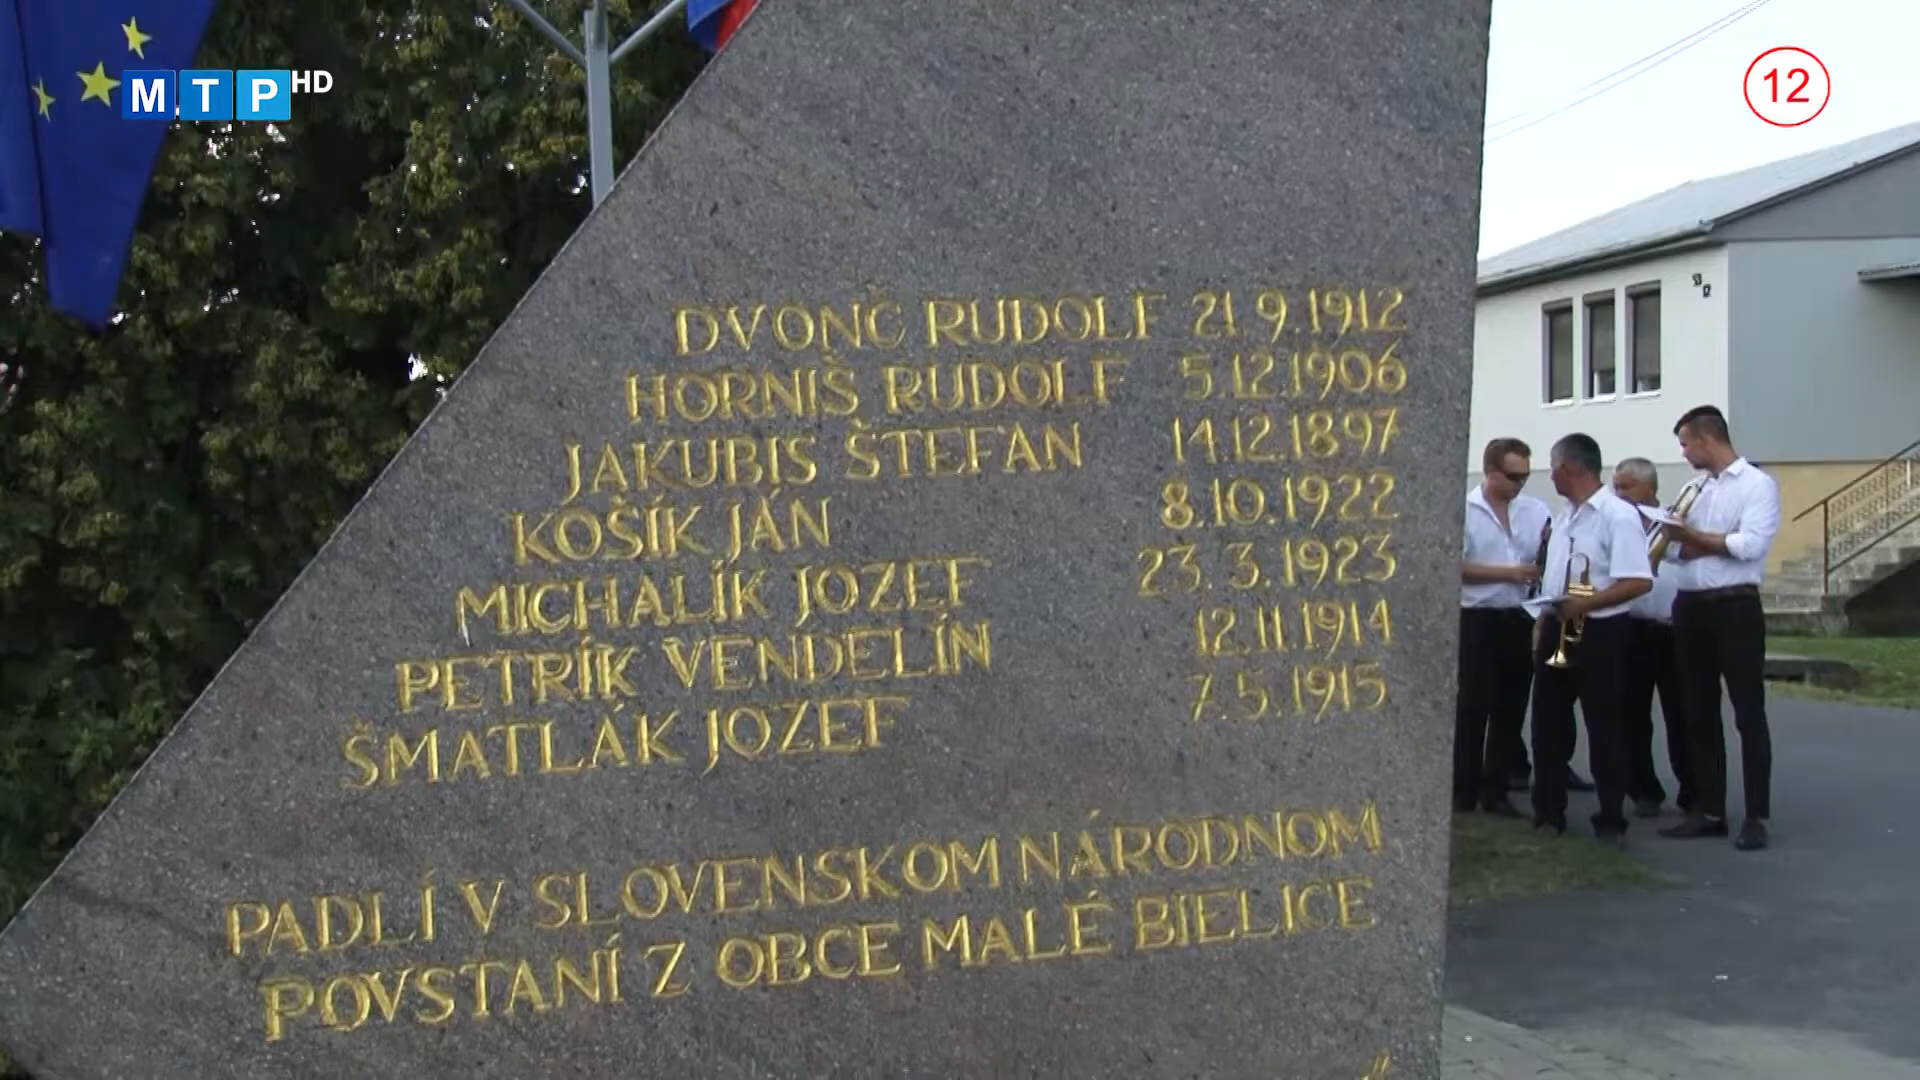 MTP HD
12
DVONČ RUDOLF 21.9.1912
HORNIŠ RUDOLF 5.12.1906
JAKUBIS ŠTEFAN 14.12.1897
KOŠÍK JÁN 8.10.1922
MICHALÍK JOZEF 23.3.1923
PETRÍK VENDELÍN 12.11.1914
ŠMATLÁK JOZEF 7.5.1915
PADLÍ V SLOVENSKOM NÁRODNOM
POVSTANÍ Z OBCE MALÉ BIELICE